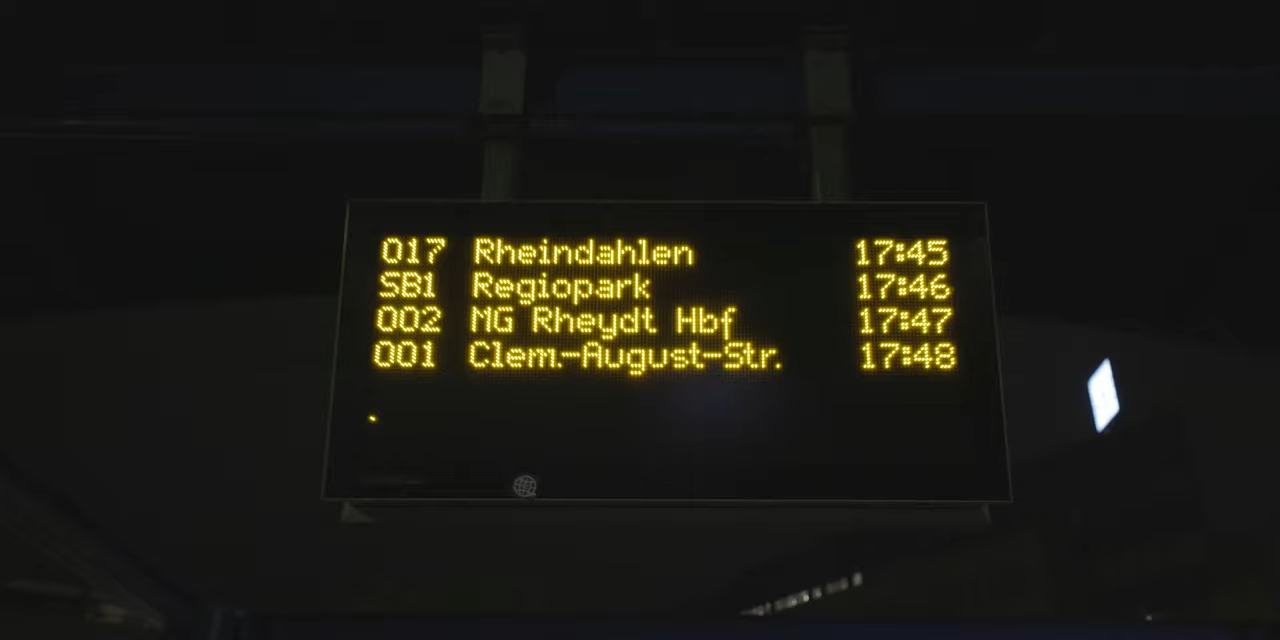 017 Rheindahlen 17:45
SB1 Regiopark 17:46
002 MG Rheydt Hbf 17:47
001 Clem.-August-Str. 17:48